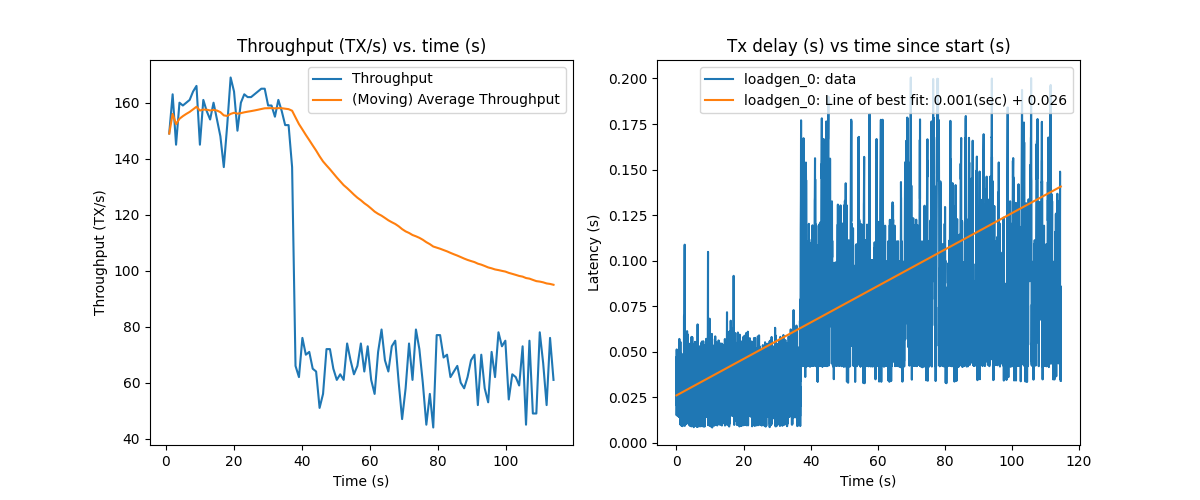 Throughput (TX/s) vs. time (s)
Throughput
(Moving) Average Throughput
Throughput (TX/s)
160
140
120
100
80
60
40
0 20 40 60 80 100
Time (s)
Tx delay (s) vs time since start (s)
loadgen_0: data
loadgen_0: Line of best fit: 0.001(sec) + 0.026
Latency (s)
0.200
0.175
0.150
0.125
0.100
0.075
0.050
0.025
0.000
0 20 40 60 80 100 120
Time (s)